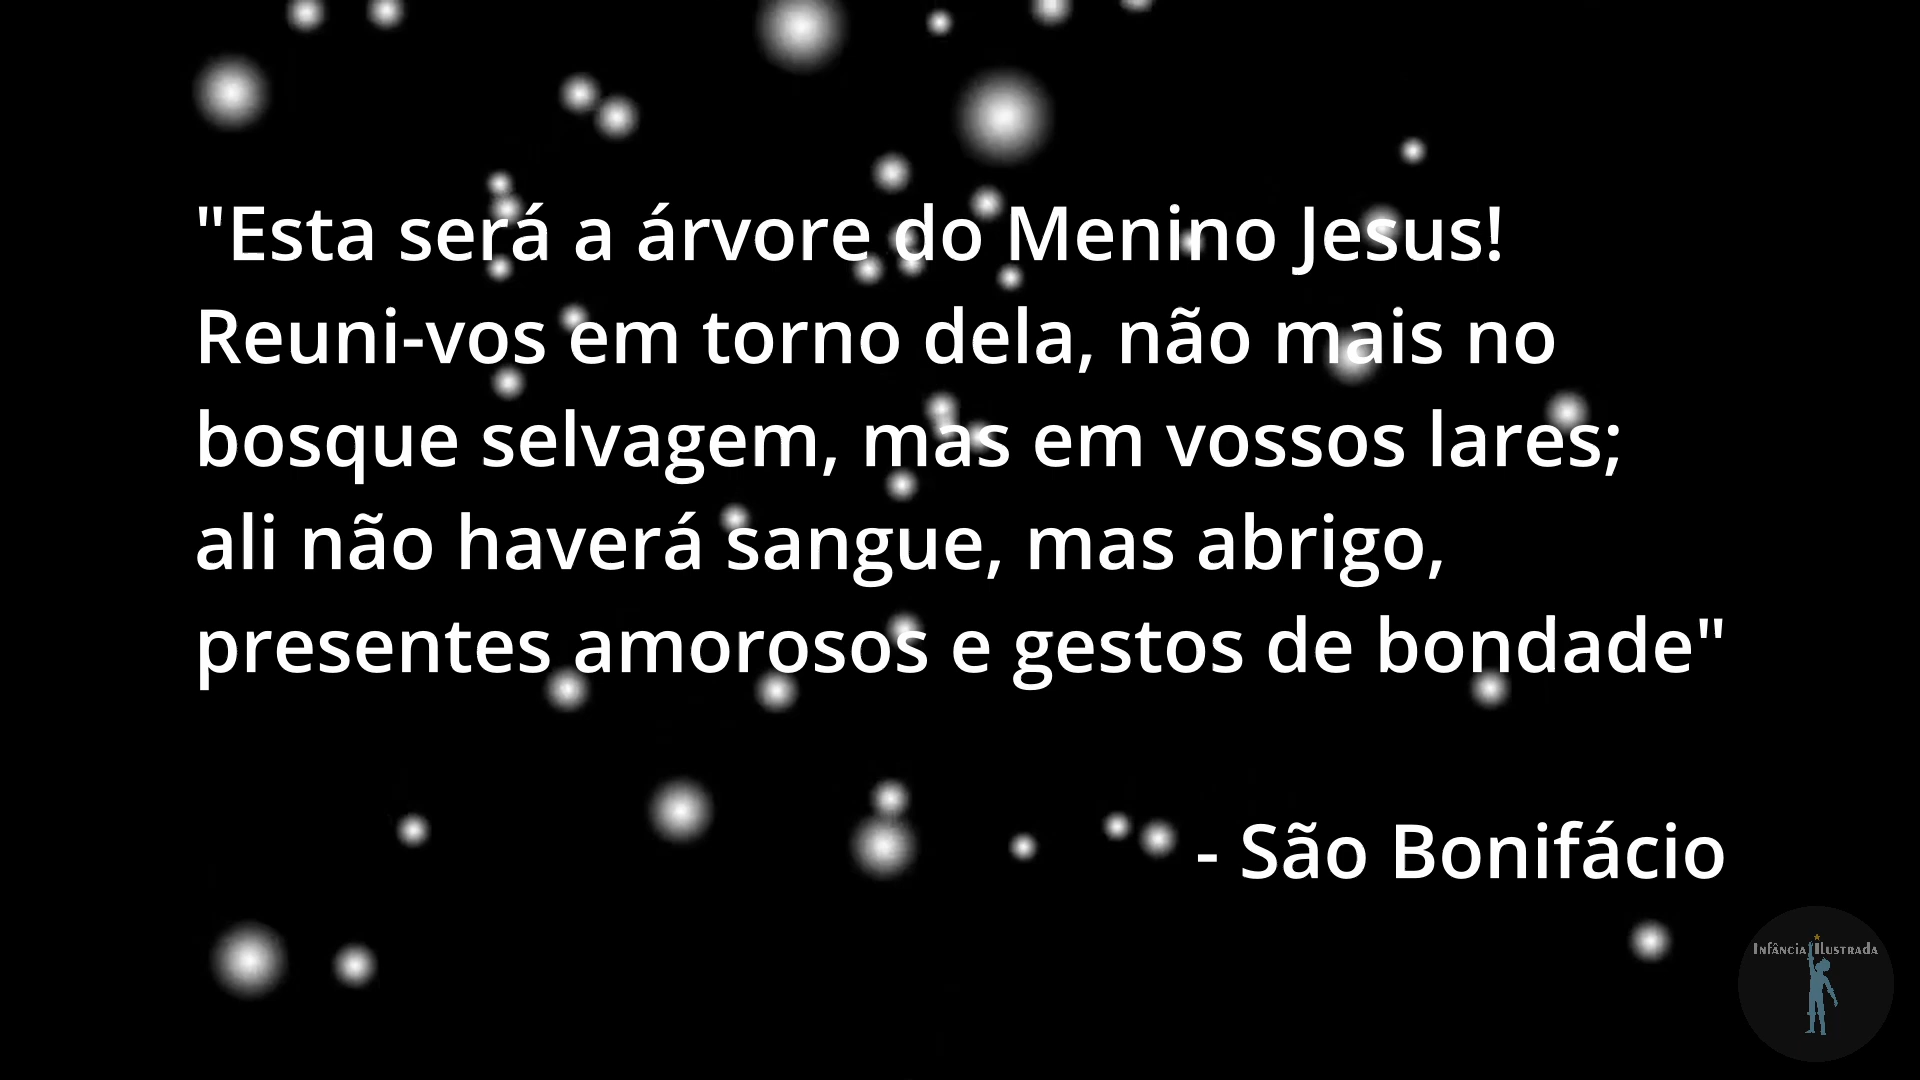 "Esta será a árvore do Menino Jesus!
Reuni-vos em torno dela, não mais no
bosque selvagem, mas em vossos lares;
ali não haverá sangue, mas abrigo,
presentes amorosos e gestos de bondade"
- São Bonifácio
Infância Ilustrada